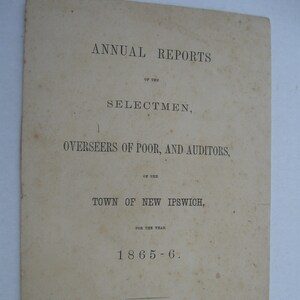 ANNUAL REPORTS
OF THE
SELECTMEN,
OVERSEERS OF POOR, AND AUDITORS,
OF THE
TOWN OF NEW IPSWICH,
FOR THE YEAR
1865-6.